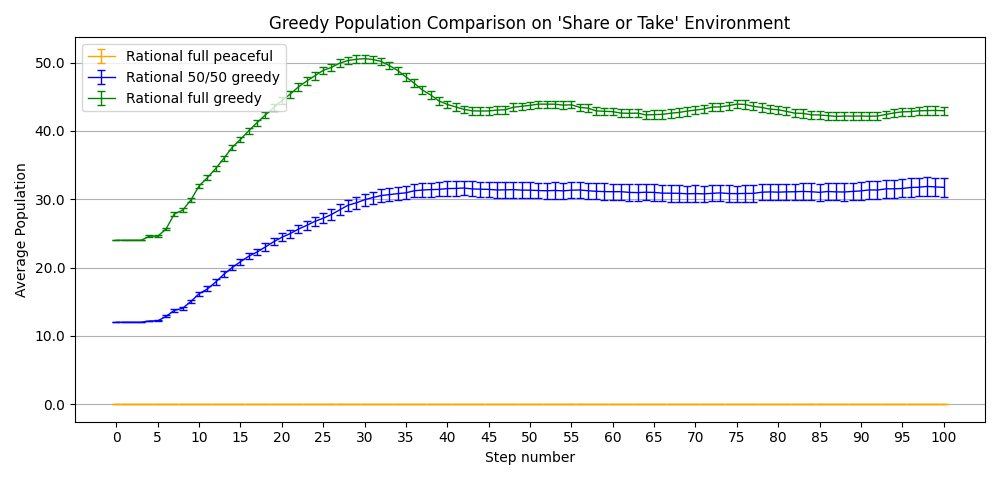 Greedy Population Comparison on 'Share or Take' Environment
Rational full peaceful
Rational 50/50 greedy
Rational full greedy
Average Population
50.0
40.0
30.0
20.0
10.0
0.0
0 5 10 15 20 25 30 35 40 45 50 55 60 65 70 75 80 85 90 95 100
Step number